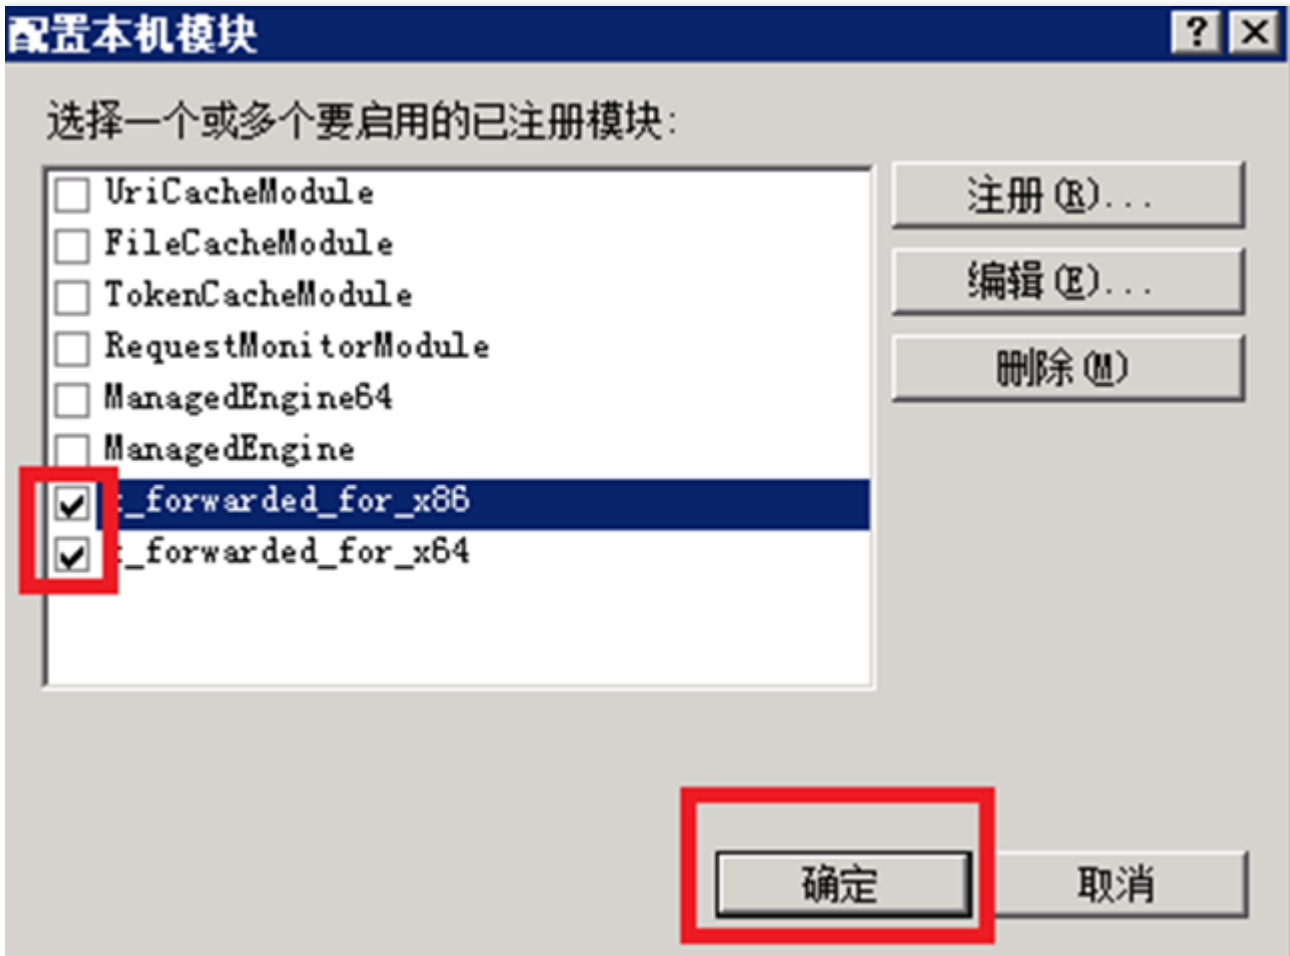 配置本机模块
选择一个或多个要启用的已注册模块:
UriCacheModule
FileCacheModule
TokenCacheModule
RequestMonitorModule
ManagedEngine64
ManagedEngine
_forwarded_for_x86
_forwarded_for_x64
注册(R)...
编辑(E)...
删除(M)
确定
取消